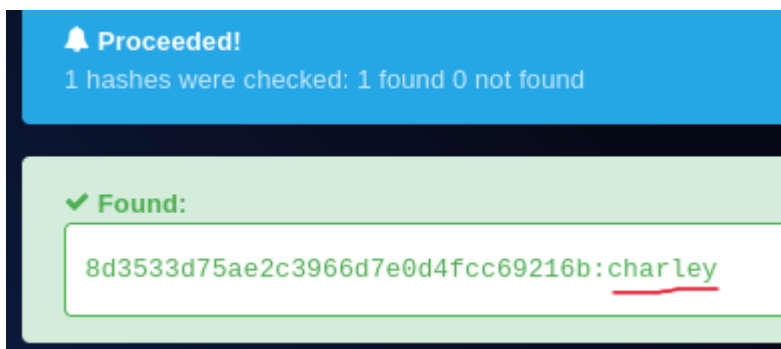 Proceeded!
1 hashes were checked: 1 found 0 not found
Found:
8d3533d75ae2c3966d7e0d4fcc69216b:charley